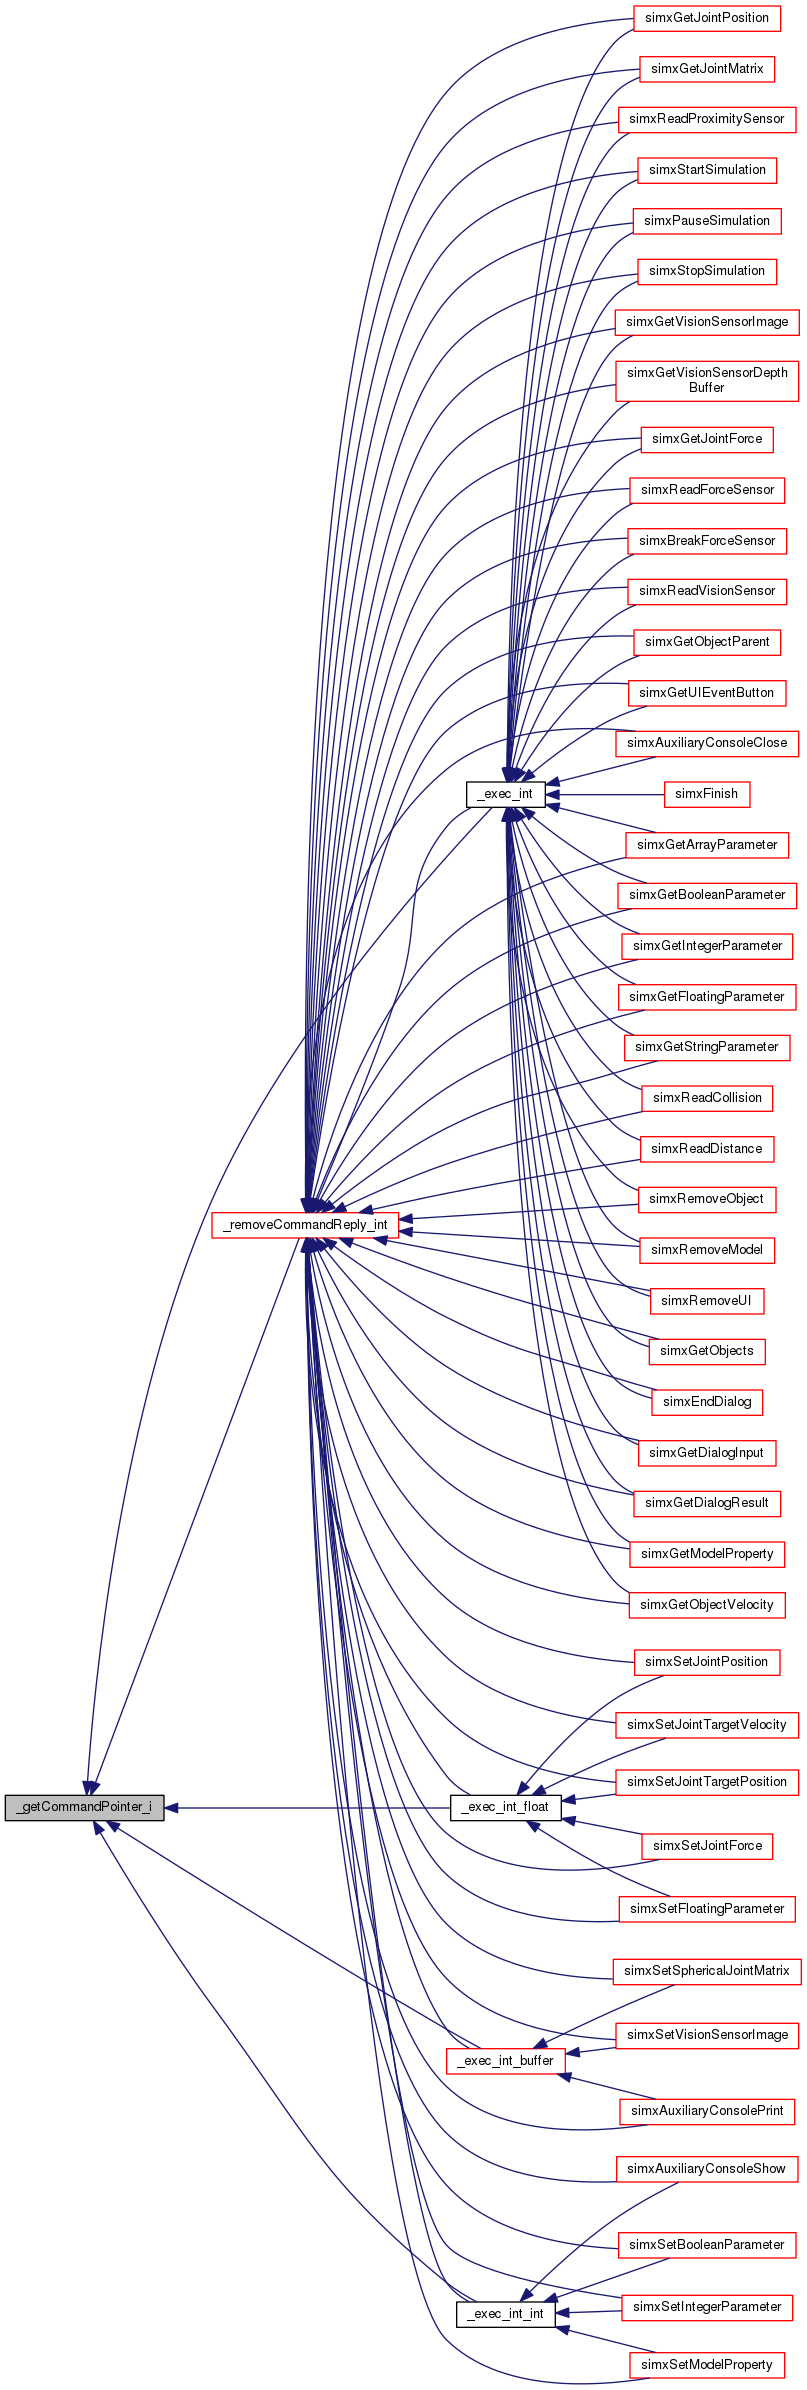 simxGetJointPosition
simxGetJointMatrix
simxReadProximitySensor
simxStartSimulation
simxPauseSimulation
simxStopSimulation
simxGetVisionSensorImage
simxGetVisionSensorDepth
Buffer
simxGetJointForce
simxReadForceSensor
simxBreakForceSensor
simxReadVisionSensor
simxGetObjectParent
simxGetUIEventButton
simxAuxiliaryConsoleClose
_exec_int
simxFinish
simxGetArrayParameter
simxGetBooleanParameter
simxGetIntegerParameter
simxGetFloatingParameter
simxGetStringParameter
simxReadCollision
simxReadDistance
simxRemoveObject
_removeCommandReply_int
simxRemoveModel
simxRemoveUI
simxGetObjects
simxEndDialog
simxGetDialogInput
simxGetDialogResult
simxGetModelProperty
simxGetObjectVelocity
simxSetJointPosition
simxSetJointTargetVelocity
simxSetJointTargetPosition
_getCommandPointer_i
_exec_int_float
simxSetJointForce
simxSetFloatingParameter
simxSetSphericalJointMatrix
simxSetVisionSensorImage
_exec_int_buffer
simxAuxiliaryConsolePrint
simxAuxiliaryConsoleShow
simxSetBooleanParameter
simxSetIntegerParameter
_exec_int_int
simxSetModelProperty